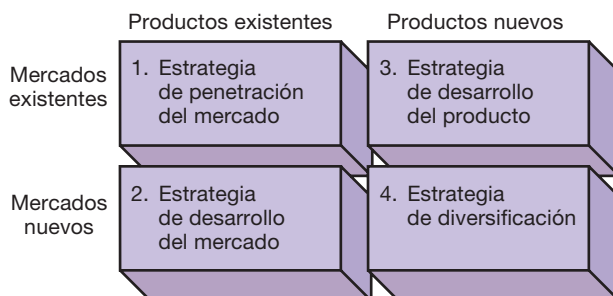 Productos existentes
Productos nuevos
Mercados
existentes
1. Estrategia
de penetración
del mercado
3. Estrategia
de desarrollo
del producto
Mercados
nuevos
2. Estrategia
de desarrollo
del mercado
4. Estrategia
de diversificación